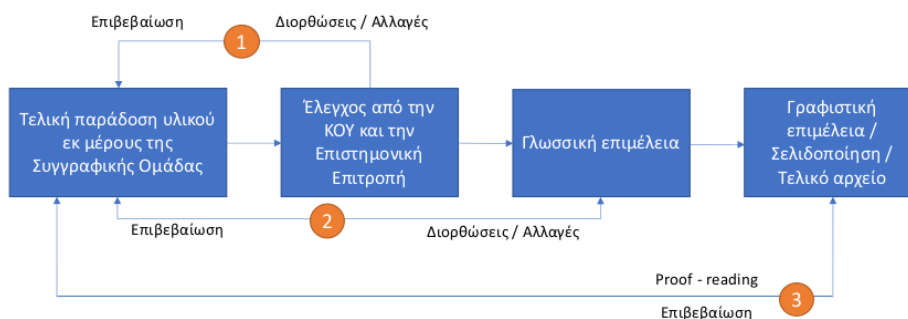 Επιβεβαίωση
Διορθώσεις / Αλλαγές
1
Τελική παράδοση υλικού
εκ μέρους της
Συγγραφικής Ομάδας
Έλεγχος από την
ΚΟΥ και την
Επιστημονική
Επιτροπή
Γλωσσική επιμέλεια
Γραφιστική
επιμέλεια /
Σελιδοποίηση /
Τελικό αρχείο
Επιβεβαίωση
2
Διορθώσεις / Αλλαγές
Proof - reading
3
Επιβεβαίωση